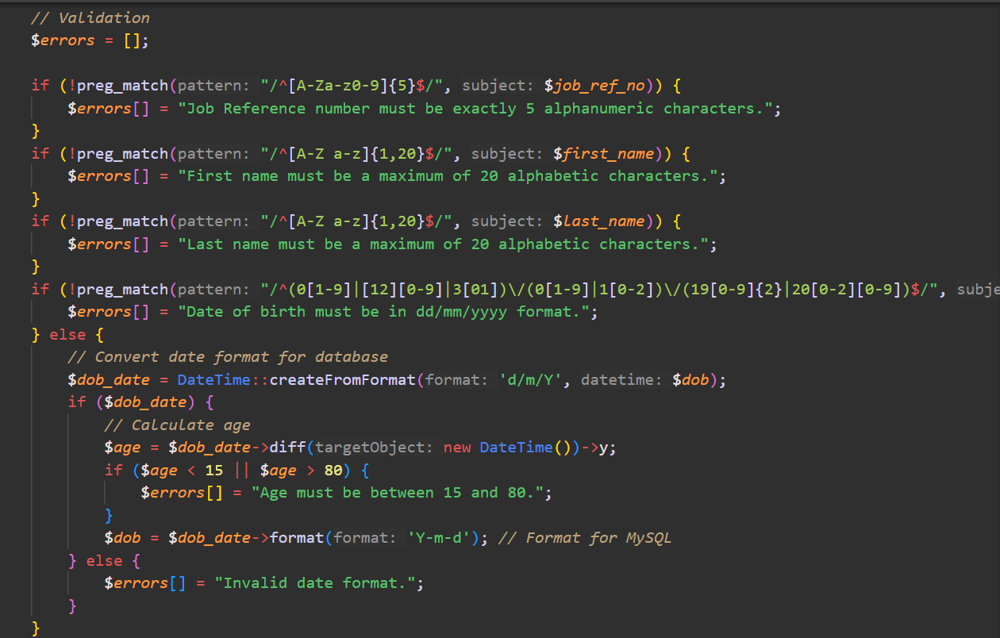 // Validation
$errors = [];
if (!preg_match(pattern: "/^[A-Za-z0-9]{5}$/", subject: $job_ref_no)) {
$errors[] = "Job Reference number must be exactly 5 alphanumeric characters.";
}
if (!preg_match(pattern: "/^[A-Z a-z]{1,20}$/", subject: $first_name)) {
$errors[] = "First name must be a maximum of 20 alphabetic characters.";
}
if (!preg_match(pattern: "/^[A-Z a-z]{1,20}$/", subject: $last_name)) {
$errors[] = "Last name must be a maximum of 20 alphabetic characters.";
}
if (!preg_match(pattern: "/^(0[1-9]|[12][0-9]|3[01])\/(0[1-9]|1[0-2])\/(19[0-9]{2}|20[0-2][0-9])$/", subje
$errors[] = "Date of birth must be in dd/mm/yyyy format.";
} else {
// Convert date format for database
$dob_date = DateTime::createFromFormat(format: 'd/m/Y', datetime: $dob);
if ($dob_date) {
// Calculate age
$age = $dob_date->diff(targetObject: new DateTime())->y;
if ($age < 15 || $age > 80) {
$errors[] = "Age must be between 15 and 80.";
}
$dob = $dob_date->format(format: 'Y-m-d'); // Format for MySQL
} else {
$errors[] = "Invalid date format.";
}
}